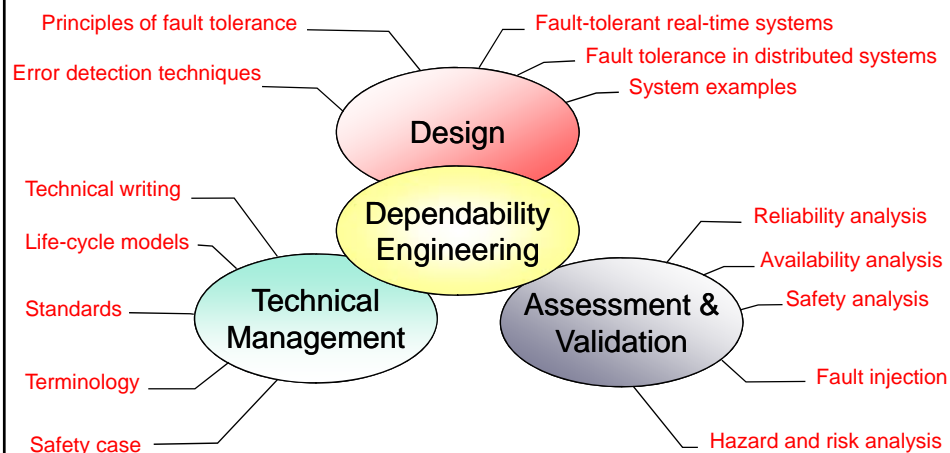 Principles of fault tolerance
Fault-tolerant real-time systems
Fault tolerance in distributed systems
Error detection techniques
System examples
Design
Technical writing
Dependability
Engineering
Reliability analysis
Life-cycle models
Availability analysis
Technical
Management
Assessment &
Validation
Safety analysis
Standards
Terminology
Fault injection
Safety case
Hazard and risk analysis